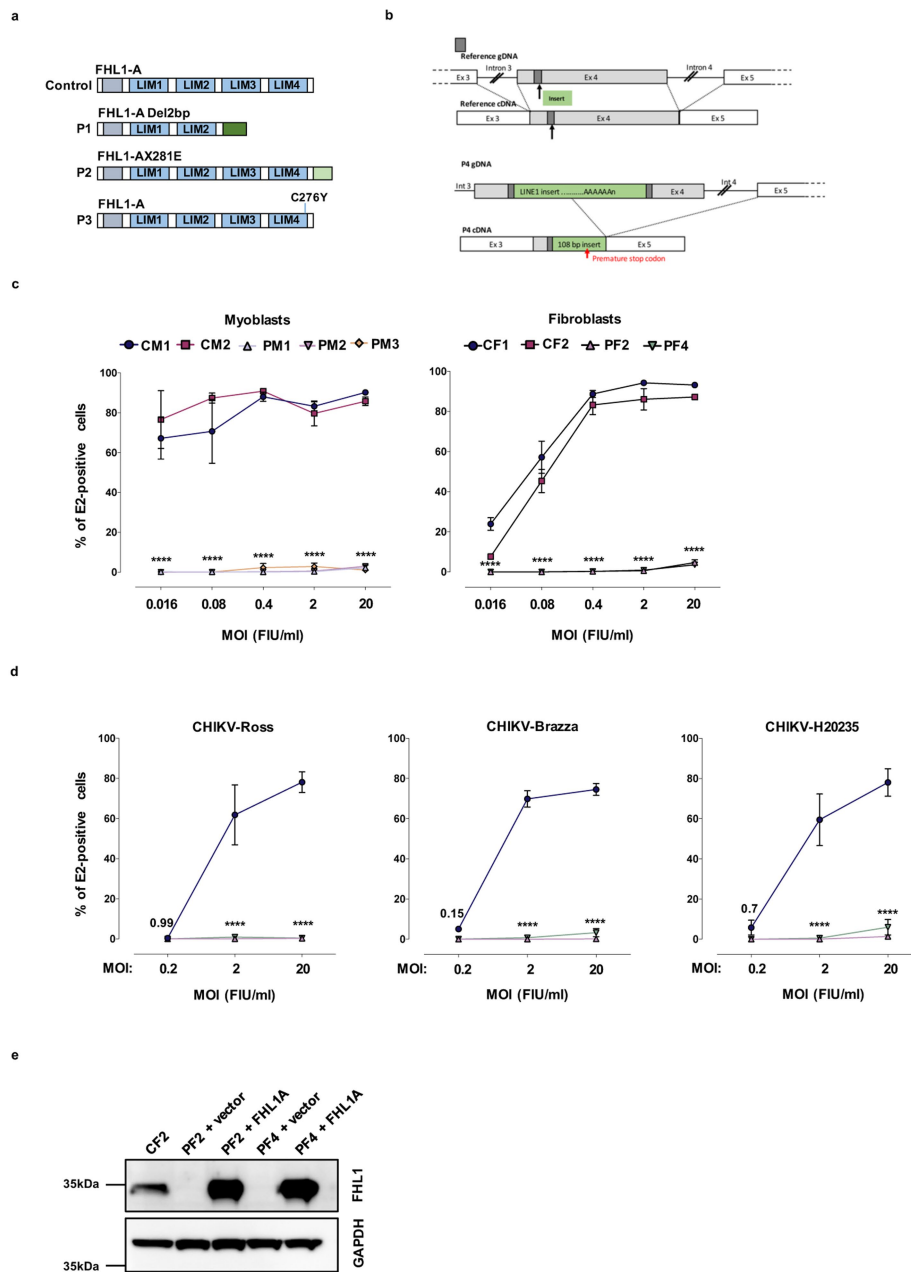 a
FHL1-A
Control LIM1 LIM2 LIM3 LIM4
FHL1-A Del2bp
P1 LIM1 LIM2
FHL1-AX281E
P2 LIM1 LIM2 LIM3 LIM4
FHL1-A C276Y
P3 LIM1 LIM2 LIM3 LIM4
b
Reference gDNA
Ex 3 Intron 3 Ex 4 Intron 4 Ex 5
Insert
Reference cDNA
Ex 3 Ex 4 Ex 5
P4 gDNA
Int 3 LINE1 insert ..........AAAAAAn Ex 4 Int 4 Ex 5
P4 cDNA
Ex 3 108 bp insert Ex 5
Premature stop codon
c
Myoblasts
CM1 CM2 PM1 PM2 PM3
% of E2-positive cells
100
80
60
40
20
0
**** **** **** **** ****
0.016 0.08 0.4 2 20
MOI (FIU/ml)
Fibroblasts
CF1 CF2 PF2 PF4
100
80
60
40
20
0
**** **** **** **** ****
0.016 0.08 0.4 2 20
MOI (FIU/ml)
d
CHIKV-Ross
% of E2-positive cells
100
80
60
40
20
0
0.99 **** ****
MOI: 0.2 2 20
MOI (FIU/ml)
CHIKV-Brazza
100
80
60
40
20
0
0.15 **** ****
MOI: 0.2 2 20
MOI (FIU/ml)
CHIKV-H20235
100
80
60
40
20
0
0.7 **** ****
MOI: 0.2 2 20
MOI (FIU/ml)
e
CF2 PF2 + vector PF2 + FHL1A PF4 + vector PF4 + FHL1A
35kDa FHL1
GAPDH
35kDa